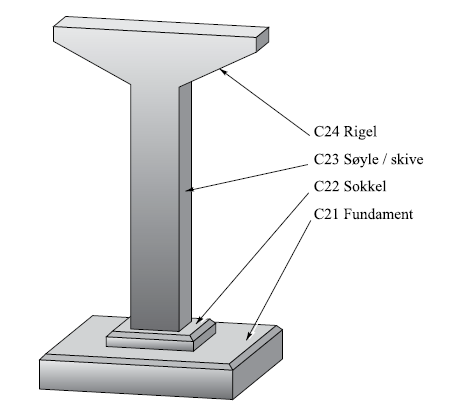 C24 Rigel
C23 Søyle / skive
C22 Sokkel
C21 Fundament